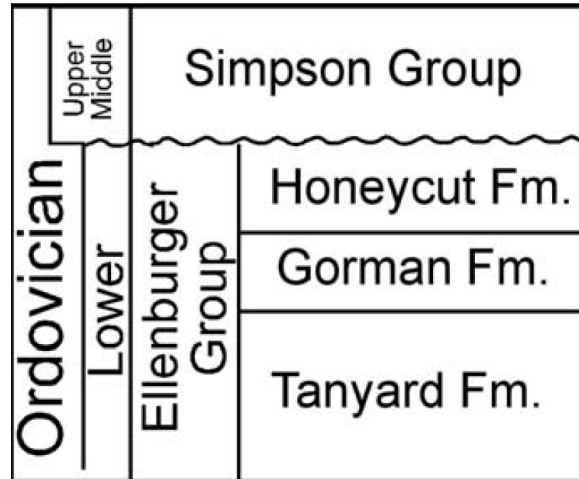 Ordovician
Upper
Middle
Simpson Group
Lower
Ellenburger
Group
Honeycut Fm.
Gorman Fm.
Tanyard Fm.